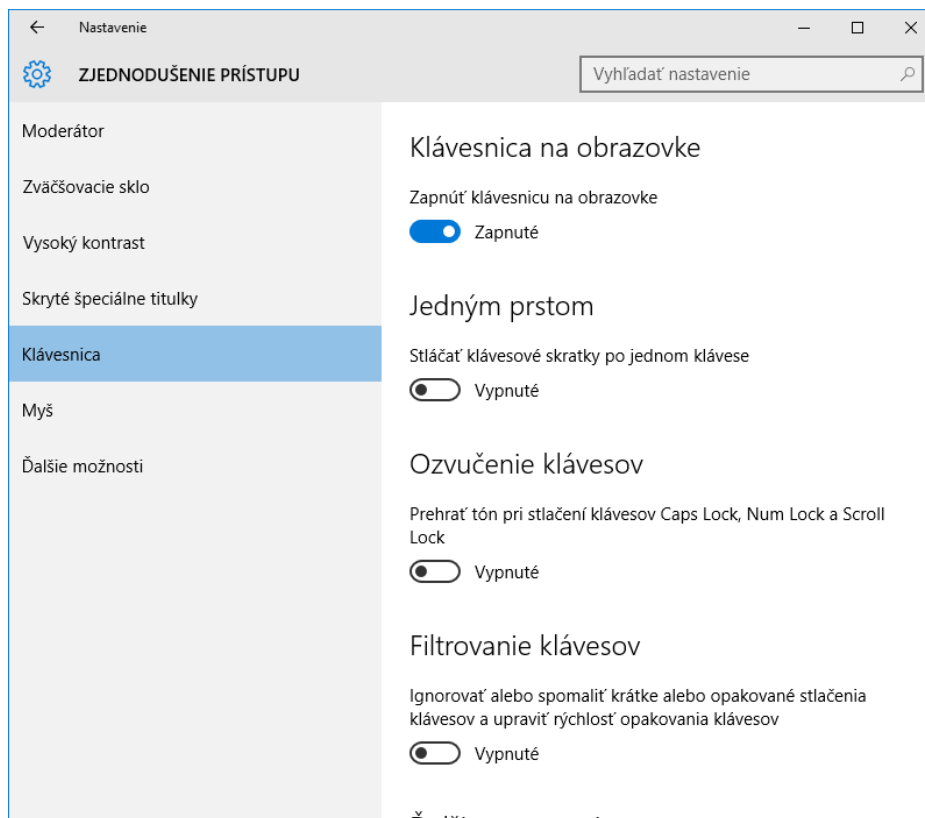 Nastavenie
ZJEDNODUŠENIE PRÍSTUPU
Vyhľadať nastavenie
Moderátor
Zväčšovacie sklo
Vysoký kontrast
Skryté špeciálne titulky
Klávesnica
Myš
Ďalšie možnosti
Klávesnica na obrazovke
Zapnúť klávesnicu na obrazovke
Zapnuté
Jedným prstom
Stláčať klávesové skratky po jednom klávese
Vypnuté
Ozvučenie klávesov
Prehrať tón pri stlačení klávesov Caps Lock, Num Lock a Scroll
Lock
Vypnuté
Filtrovanie klávesov
Ignorovať alebo spomaliť krátke alebo opakované stlačenia
klávesov a upraviť rýchlosť opakovania klávesov
Vypnuté